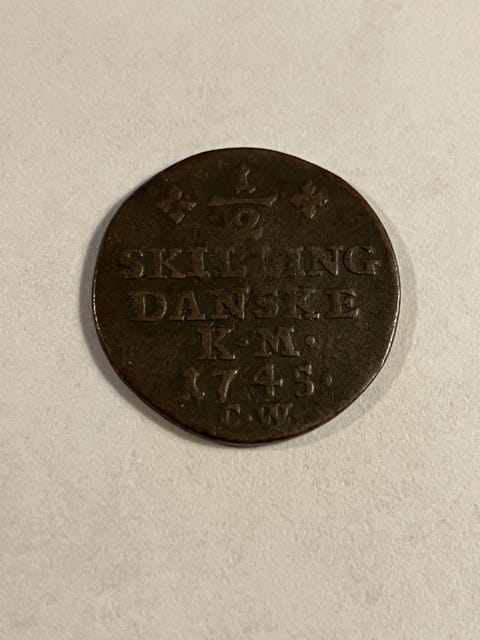 1/2
SKILLING
DANSKE
K·M·
1745·
C·W·